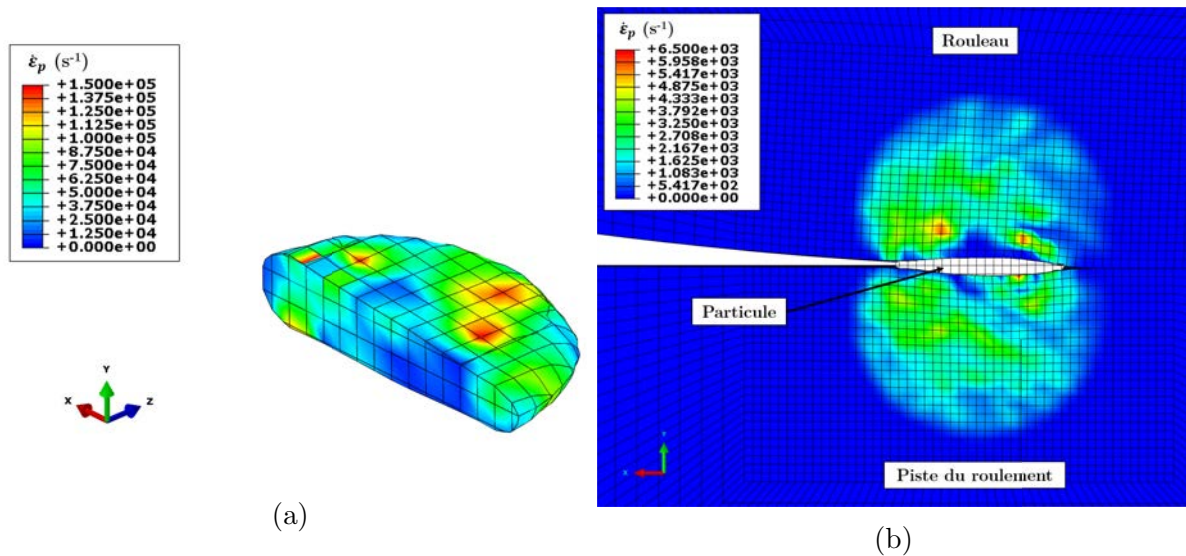 ε̇ₚ (s⁻¹)
+1.500e+05
+1.375e+05
+1.250e+05
+1.125e+05
+1.000e+05
+8.750e+04
+7.500e+04
+6.250e+04
+5.000e+04
+3.750e+04
+2.500e+04
+1.250e+04
+0.000e+00
Y
X
Z
(a)
ε̇ₚ (s⁻¹)
+6.500e+03
+5.958e+03
+5.417e+03
+4.875e+03
+4.333e+03
+3.792e+03
+3.250e+03
+2.708e+03
+2.167e+03
+1.625e+03
+1.083e+03
+5.417e+02
+0.000e+00
Rouleau
Particule
Y
X
Piste du roulement
(b)